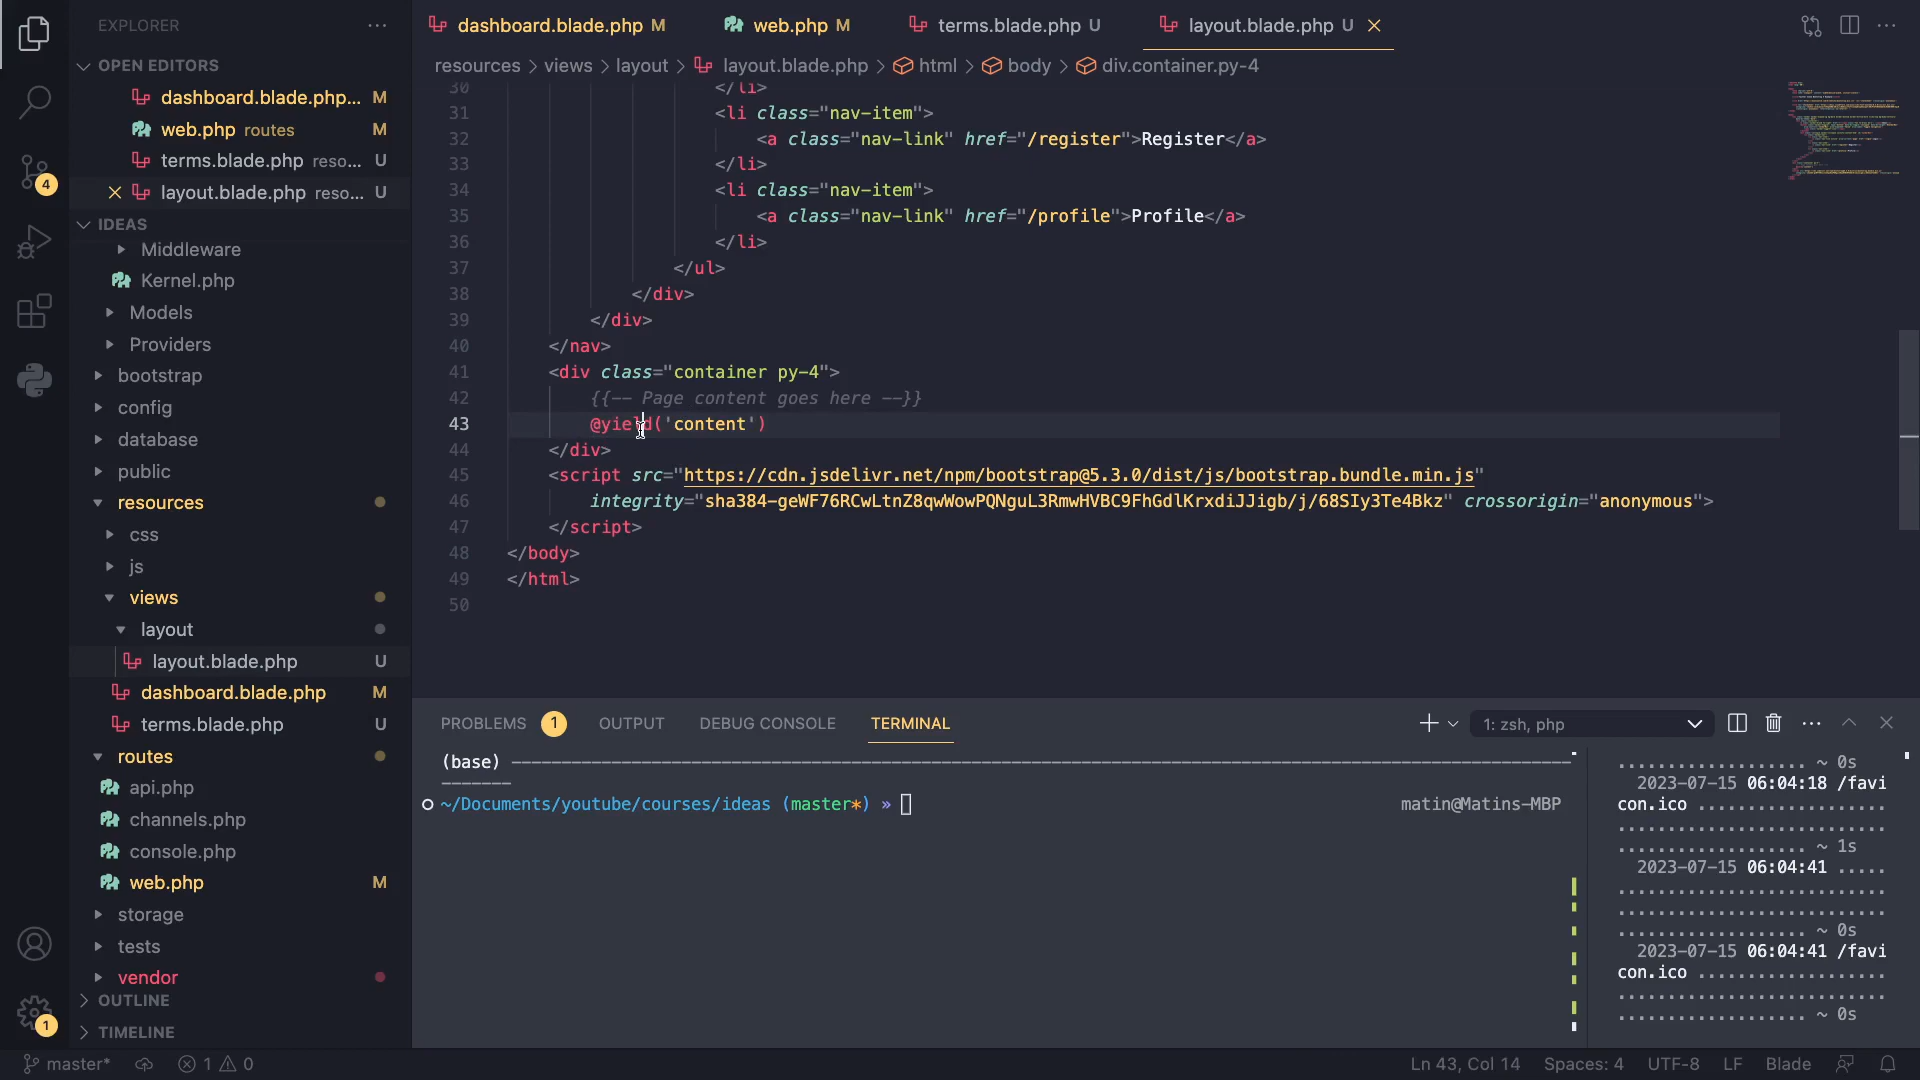 EXPLORER
OPEN EDITORS
dashboard.blade.php... M
web.php routes M
terms.blade.php reso... U
layout.blade.php reso... U
IDEAS
Middleware
Kernel.php
Models
Providers
bootstrap
config
database
public
resources
css
js
views
layout
layout.blade.php U
dashboard.blade.php M
terms.blade.php U
routes
api.php
channels.php
console.php
web.php M
storage
tests
vendor
OUTLINE
TIMELINE
4
1
dashboard.blade.php M web.php M terms.blade.php U layout.blade.php U
resources > views > layout > layout.blade.php > html > body > div.container.py-4
30 </li>
31 <li class="nav-item">
32 <a class="nav-link" href="/register">Register</a>
33 </li>
34 <li class="nav-item">
35 <a class="nav-link" href="/profile">Profile</a>
36 </li>
37 </ul>
38 </div>
39 </div>
40 </nav>
41 <div class="container py-4">
42 {{-- Page content goes here --}}
43 @yield('content')
44 </div>
45 <script src="https://cdn.jsdelivr.net/npm/bootstrap@5.3.0/dist/js/bootstrap.bundle.min.js"
46 integrity="sha384-geWF76RCwLtnZ8qwWowPQNguL3RmwHVBC9FhGdlKrxdiJJigb/j/68SIy3Te4Bkz" crossorigin="anonymous">
47 </script>
48 </body>
49 </html>
50
PROBLEMS 1 OUTPUT DEBUG CONSOLE TERMINAL 1: zsh, php
(base) ----------
~/Documents/youtube/courses/ideas (master*) » matin@Matins-MBP
.................. ~ 0s
2023-07-15 06:04:18 /favi
con.ico ..................
..........................
.................. ~ 1s
2023-07-15 06:04:41 .....
..........................
..........................
.................. ~ 0s
2023-07-15 06:04:41 /favi
con.ico ..................
..........................
.................. ~ 0s
master* 1 0 Ln 43, Col 14 Spaces: 4 UTF-8 LF Blade